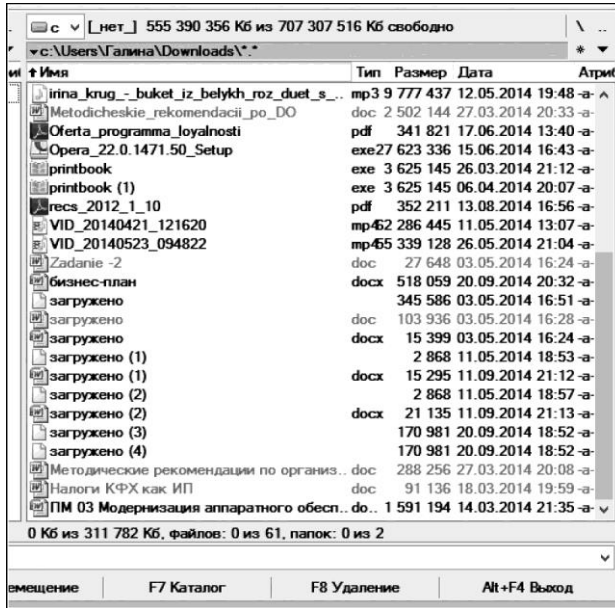 c [_нет_] 555 390 356 Кб из 707 307 516 Кб свободно \ ..
c:\Users\Галина\Downloads\*.* *
Имя Тип Размер Дата Атриб
irina_krug_-_buket_iz_belykh_roz_duet_s_.. mp3 9 777 437 12.05.2014 19:48 -a-
Metodicheskie_rekomendacii_po_DO doc 2 502 144 27.03.2014 20:33 -a-
Oferta_programma_loyalnosti pdf 341 821 17.06.2014 13:40 -a-
Opera_22.0.1471.50_Setup exe 27 623 336 15.06.2014 16:43 -a-
printbook exe 3 625 145 26.03.2014 21:12 -a-
printbook (1) exe 3 625 145 06.04.2014 20:07 -a-
recs_2012_1_10 pdf 352 211 13.08.2014 16:56 -a-
VID_20140421_121620 mp4 62 286 445 11.05.2014 13:07 -a-
VID_20140523_094822 mp4 55 339 128 26.05.2014 21:04 -a-
Zadanie -2 doc 27 648 03.05.2014 16:24 -a-
бизнес-план docx 518 059 20.09.2014 20:32 -a-
загружено 345 586 03.05.2014 16:51 -a-
загружено doc 103 936 03.05.2014 16:28 -a-
загружено docx 15 399 03.05.2014 16:24 -a-
загружено (1) 2 868 11.05.2014 18:53 -a-
загружено (1) docx 15 295 11.09.2014 21:12 -a-
загружено (2) 2 868 11.05.2014 18:57 -a-
загружено (2) docx 21 135 11.09.2014 21:13 -a-
загружено (3) 170 981 20.09.2014 18:52 -a-
загружено (4) 170 981 20.09.2014 18:52 -a-
Методические рекомендации по организ.. doc 288 256 27.03.2014 20:08 -a-
Налоги КФХ как ИП doc 91 136 18.03.2014 19:59 -a-
ПМ 03 Модернизация аппаратного обесп.. do.. 1 591 194 14.03.2014 21:35 -a-
0 Кб из 311 782 Кб, файлов: 0 из 61, папок: 0 из 2
емещение F7 Каталог F8 Удаление Alt+F4 Выход